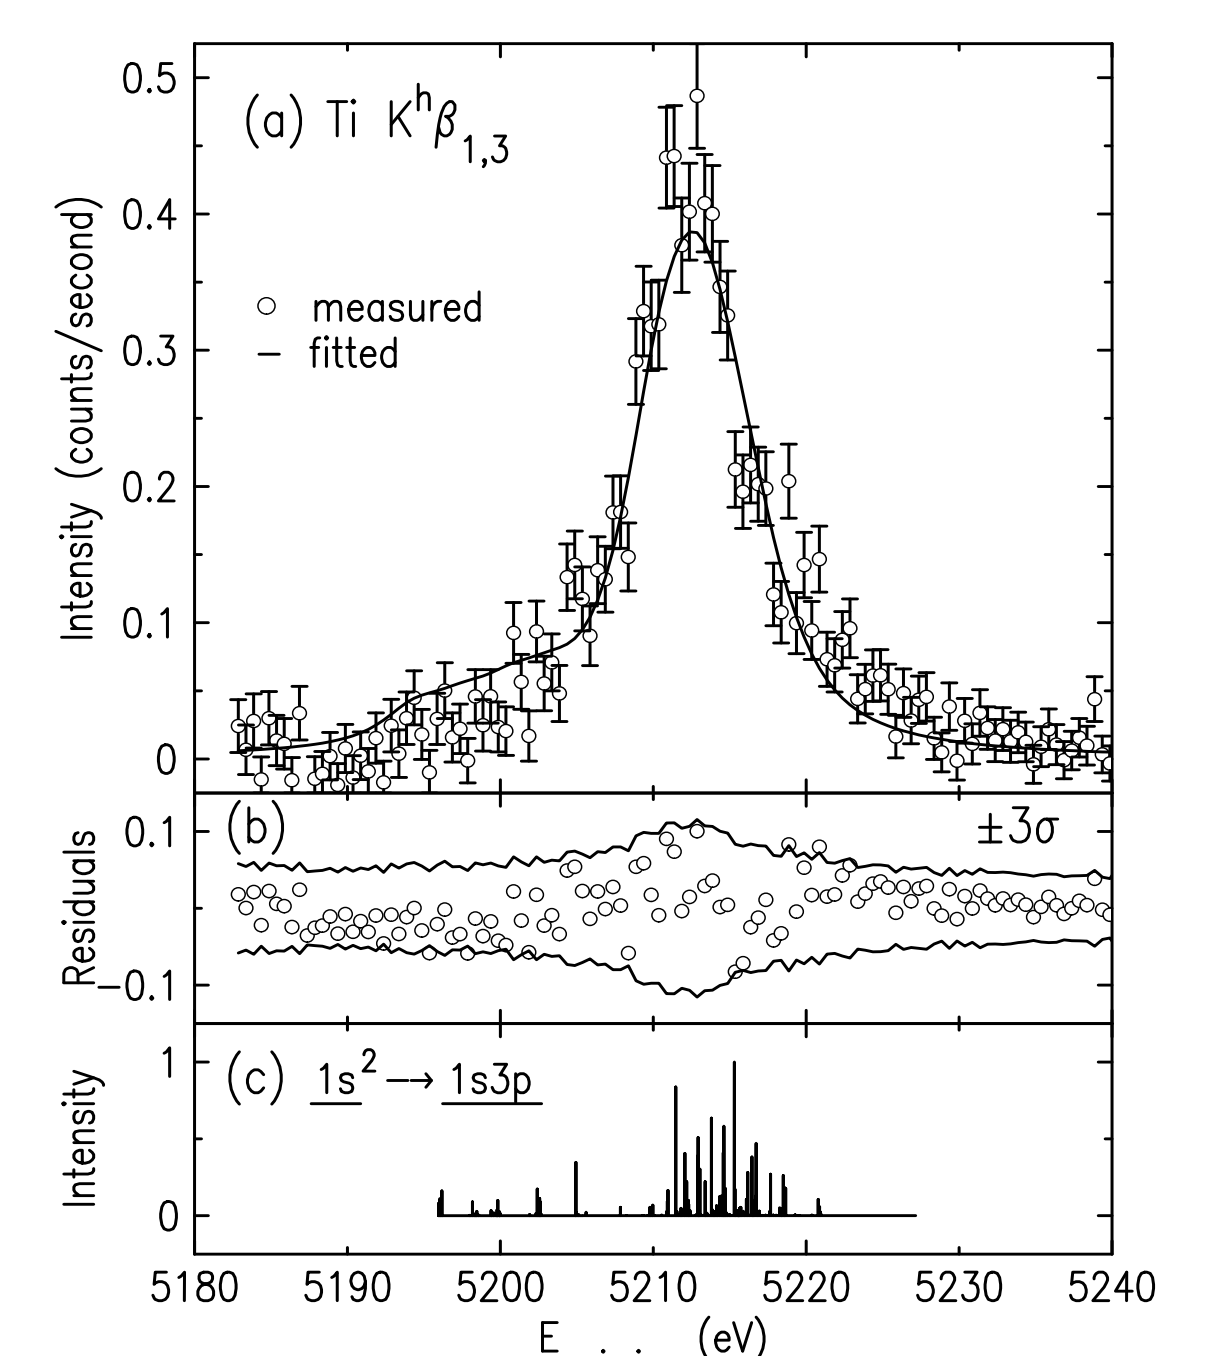 0.5
(a) Ti K^hβ_1,3
0.4
measured
0.3
fitted
0.2
0.1
0
Intensity (counts/second)
(b)
±3σ
0.1
−0.1
Residuals
(c) 1s² → 1s3p
1
0
Intensity
5180 5190 5200 5210 5220 5230 5240
E . . (eV)